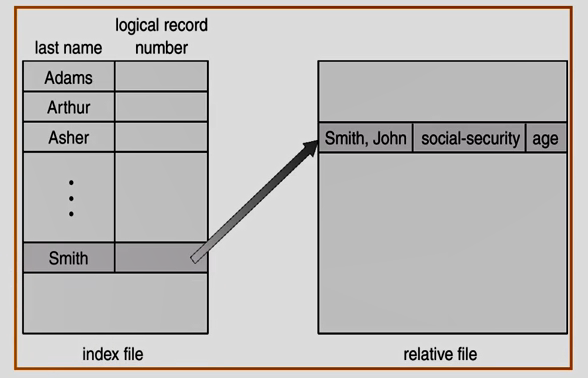 logical record
last name number
Adams
Arthur
Asher
Smith
Smith, John social-security age
index file relative file